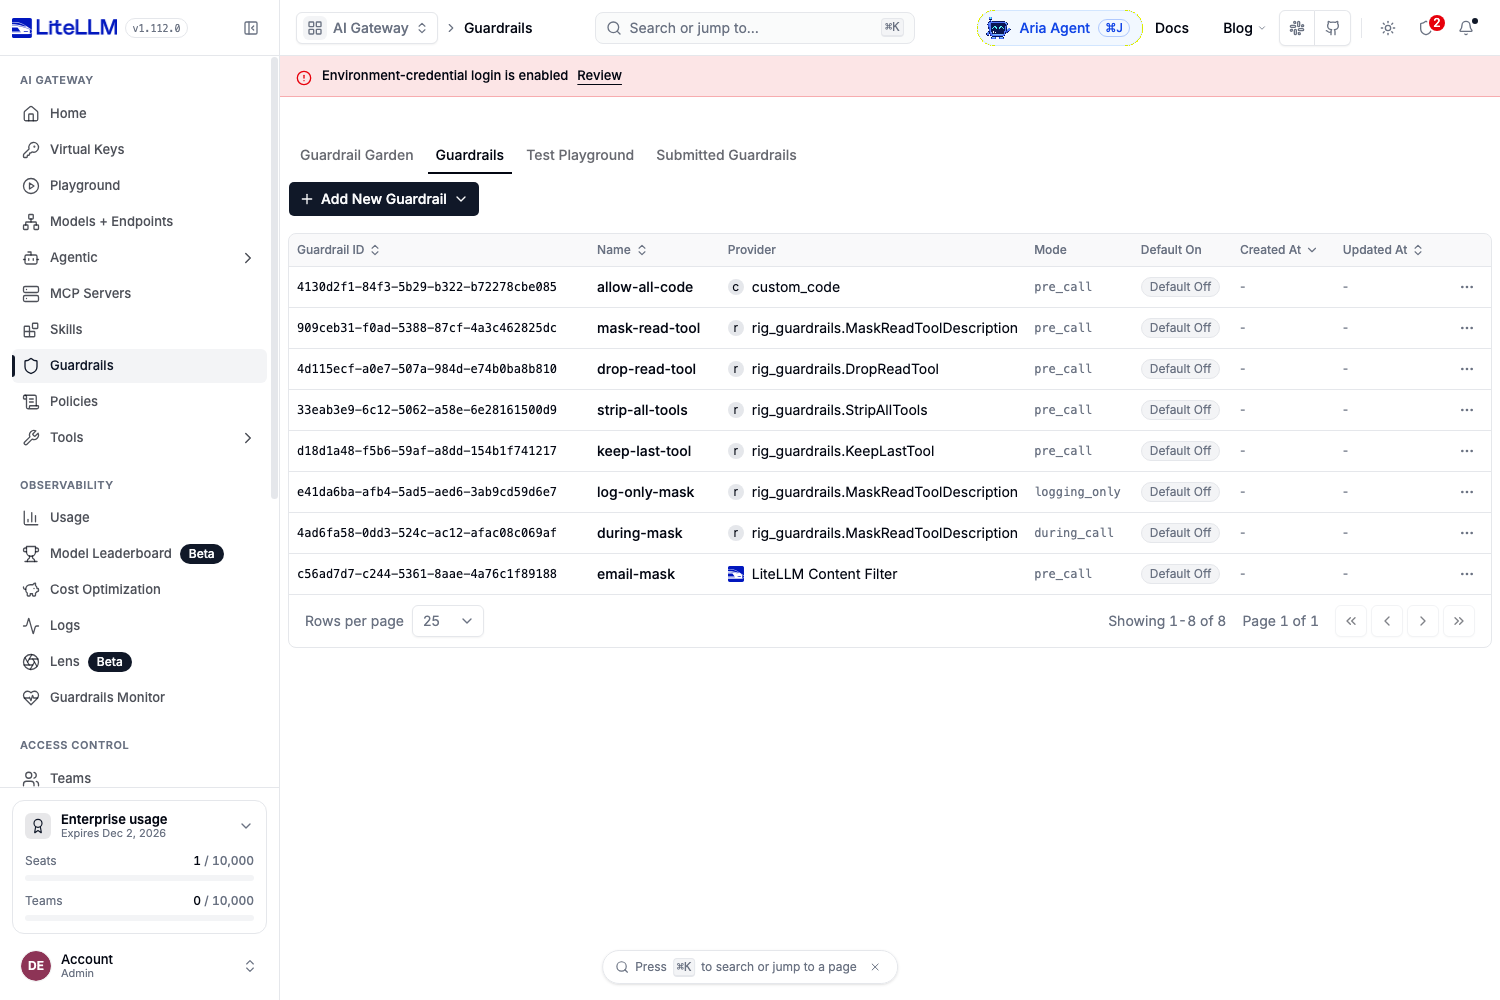 LiteLLM v1.112.0
AI Gateway > Guardrails
Search or jump to... ⌘K
Aria Agent ⌘J
Docs
Blog
2
Environment-credential login is enabled Review
AI GATEWAY
Home
Virtual Keys
Playground
Models + Endpoints
Agentic
MCP Servers
Skills
Guardrails
Policies
Tools
OBSERVABILITY
Usage
Model Leaderboard Beta
Cost Optimization
Logs
Lens Beta
Guardrails Monitor
ACCESS CONTROL
Teams
Enterprise usage
Expires Dec 2, 2026
Seats 1 / 10,000
Teams 0 / 10,000
DE Account
Admin
Guardrail Garden Guardrails Test Playground Submitted Guardrails
+ Add New Guardrail
Guardrail ID Name Provider Mode Default On Created At Updated At
4130d2f1-84f3-5b29-b322-b72278cbe085 allow-all-code c custom_code pre_call Default Off - - ...
909ceb31-f0ad-5388-87cf-4a3c462825dc mask-read-tool r rig_guardrails.MaskReadToolDescription pre_call Default Off - - ...
4d115ecf-a0e7-507a-984d-e74b0ba8b810 drop-read-tool r rig_guardrails.DropReadTool pre_call Default Off - - ...
33eab3e9-6c12-5062-a58e-6e28161500d9 strip-all-tools r rig_guardrails.StripAllTools pre_call Default Off - - ...
d18d1a48-f5b6-59af-a8dd-154b1f741217 keep-last-tool r rig_guardrails.KeepLastTool pre_call Default Off - - ...
e41da6ba-afb4-5ad5-aed6-3ab9cd59d6e7 log-only-mask r rig_guardrails.MaskReadToolDescription logging_only Default Off - - ...
4ad6fa58-0dd3-524c-ac12-afac08c069af during-mask r rig_guardrails.MaskReadToolDescription during_call Default Off - - ...
c56ad7d7-c244-5361-8aae-4a76c1f89188 email-mask LiteLLM Content Filter pre_call Default Off - - ...
Rows per page 25 Showing 1-8 of 8 Page 1 of 1
Press ⌘K to search or jump to a page ×